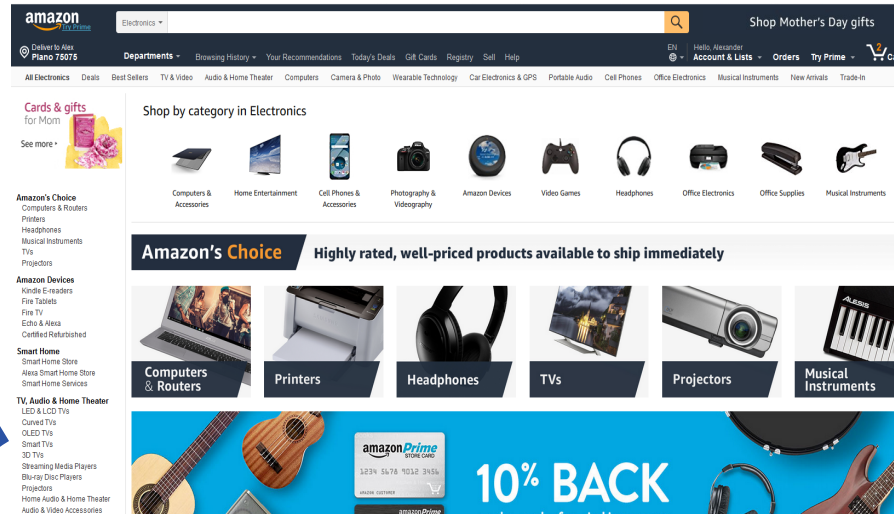 amazon
Try Prime
Electronics
Shop Mother's Day gifts
Deliver to Alex
Plano 75075
Departments
Browsing History
Your Recommendations
Today's Deals
Gift Cards
Registry
Sell
Help
EN
Hello, Alexander
Account & Lists
Orders
Try Prime
2
Ca
All Electronics
Deals
Best Sellers
TV & Video
Audio & Home Theater
Computers
Camera & Photo
Wearable Technology
Car Electronics & GPS
Portable Audio
Cell Phones
Office Electronics
Musical Instruments
New Arrivals
Trade-In
Cards & gifts
for Mom
See more
Shop by category in Electronics
Computers &
Accessories
Home Entertainment
Cell Phones &
Accessories
Photography &
Videography
Amazon Devices
Video Games
Headphones
Office Electronics
Office Supplies
Musical Instruments
Amazon's Choice
Computers & Routers
Printers
Headphones
Musical Instruments
TVs
Projectors
Amazon Devices
Kindle E-readers
Fire Tablets
Fire TV
Echo & Alexa
Certified Refurbished
Smart Home
Smart Home Store
Alexa Smart Home Store
Smart Home Services
TV, Audio & Home Theater
LED & LCD TVs
Curved TVs
OLED TVs
Smart TVs
3D TVs
Streaming Media Players
Blu-ray Disc Players
Projectors
Home Audio & Home Theater
Audio & Video Accessories
Amazon's Choice
Highly rated, well-priced products available to ship immediately
Computers
& Routers
Printers
Headphones
TVs
Projectors
ALESIS
Musical
Instruments
amazonPrime
STORE CARD
1234 5678 9012 3456
AMAZON CUSTOMER
amazonPrime
10% BACK